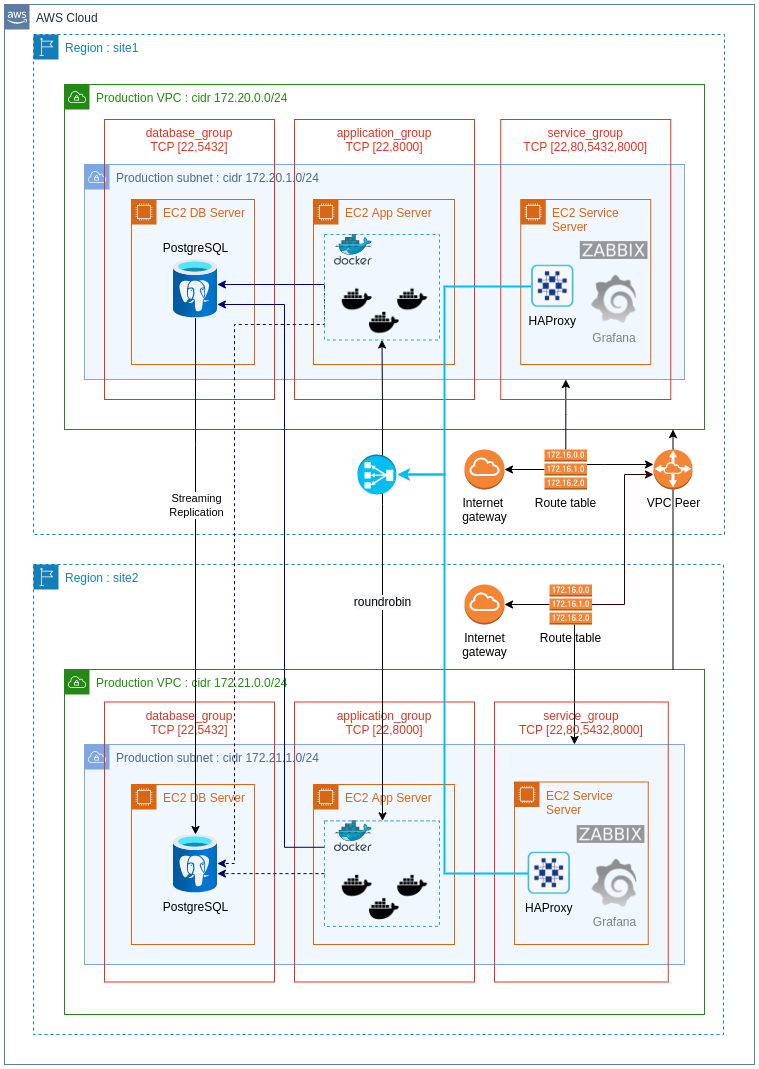 aws
AWS Cloud
Region : site1
Production VPC : cidr 172.20.0.0/24
database_group
TCP [22,5432]
application_group
TCP [22,8000]
service_group
TCP [22,80,5432,8000]
Production subnet : cidr 172.20.1.0/24
EC2 DB Server
EC2 App Server
EC2 Service
Server
PostgreSQL
docker
ZABBIX
HAProxy
Grafana
172.16.0.0
172.16.1.0
172.16.2.0
Internet
gateway
Route table
VPC Peer
Streaming
Replication
Region : site2
172.16.0.0
172.16.1.0
172.16.2.0
roundrobin
Internet
gateway
Route table
Production VPC : cidr 172.21.0.0/24
database_group
TCP [22,5432]
application_group
TCP [22,8000]
service_group
TCP [22,80,5432,8000]
Production subnet : cidr 172.21.1.0/24
EC2 DB Server
EC2 App Server
EC2 Service
Server
docker
ZABBIX
PostgreSQL
HAProxy
Grafana